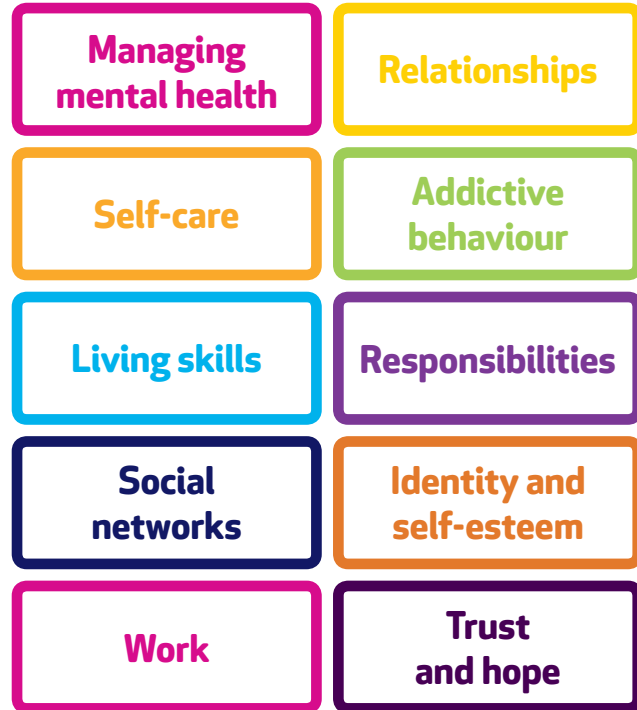 Managing
mental health
Relationships
Self-care
Addictive
behaviour
Living skills
Responsibilities
Social
networks
Identity and
self-esteem
Work
Trust
and hope